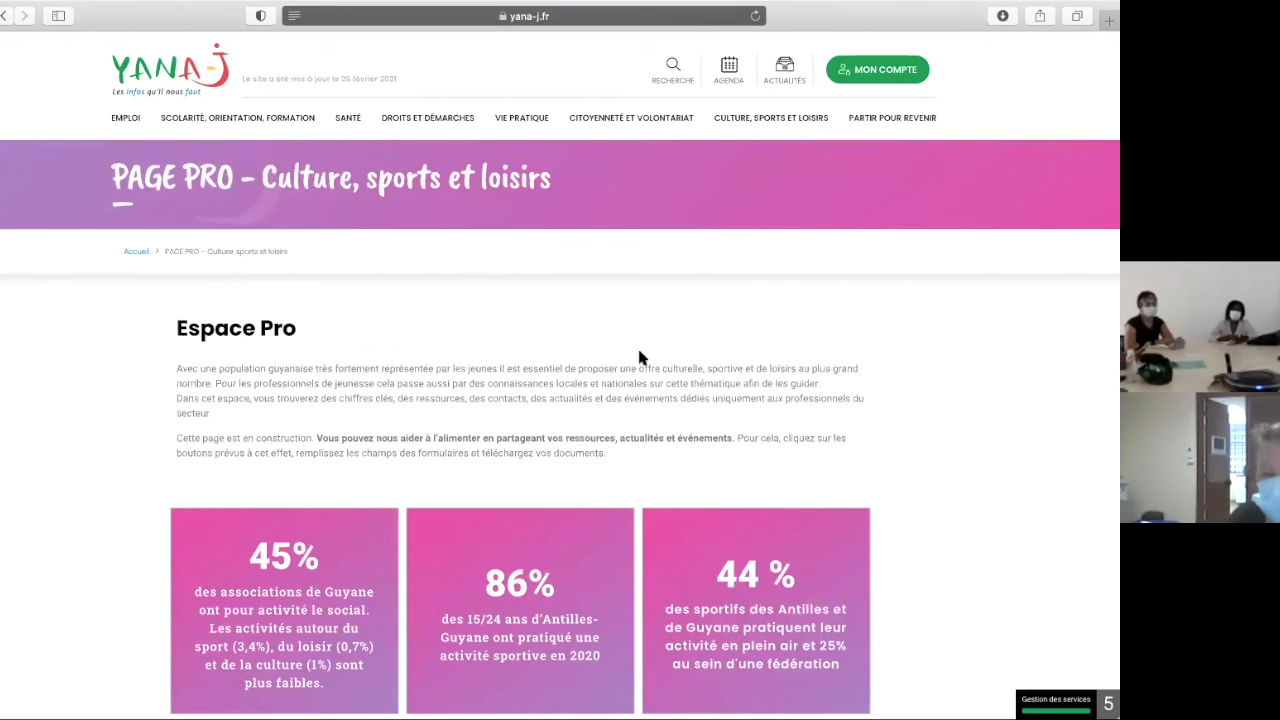 yana-j.fr
YANA-J
Les infos qu'il nous faut
Le site a été mis à jour le 25 février 2021
RECHERCHE
AGENDA
ACTUALITÉS
MON COMPTE
EMPLOI SCOLARITÉ, ORIENTATION, FORMATION SANTÉ DROITS ET DÉMARCHES VIE PRATIQUE CITOYENNETÉ ET VOLONTARIAT CULTURE, SPORTS ET LOISIRS PARTIR POUR REVENIR
PAGE PRO - Culture, sports et loisirs
Accueil > PAGE PRO – Culture, sports et loisirs
Espace Pro
Avec une population guyanaise très fortement représentée par les jeunes il est essentiel de proposer une offre culturelle, sportive et de loisirs au plus grand
nombre. Pour les professionnels de jeunesse cela passe aussi par des connaissances locales et nationales sur cette thématique afin de les guider.
Dans cet espace, vous trouverez des chiffres clés, des ressources, des contacts, des actualités et des événements dédiés uniquement aux professionnels du
secteur.
Cette page est en construction. Vous pouvez nous aider à l'alimenter en partageant vos ressources, actualités et événements. Pour cela, cliquez sur les
boutons prévus à cet effet, remplissez les champs des formulaires et téléchargez vos documents.
45%
des associations de Guyane
ont pour activité le social.
Les activités autour du
sport (3,4%), du loisir (0,7%)
et de la culture (1%) sont
plus faibles.
86%
des 15/24 ans d'Antilles-
Guyane ont pratiqué une
activité sportive en 2020
44 %
des sportifs des Antilles et
de Guyane pratiquent leur
activité en plein air et 25%
au sein d'une fédération
Gestion des services
5